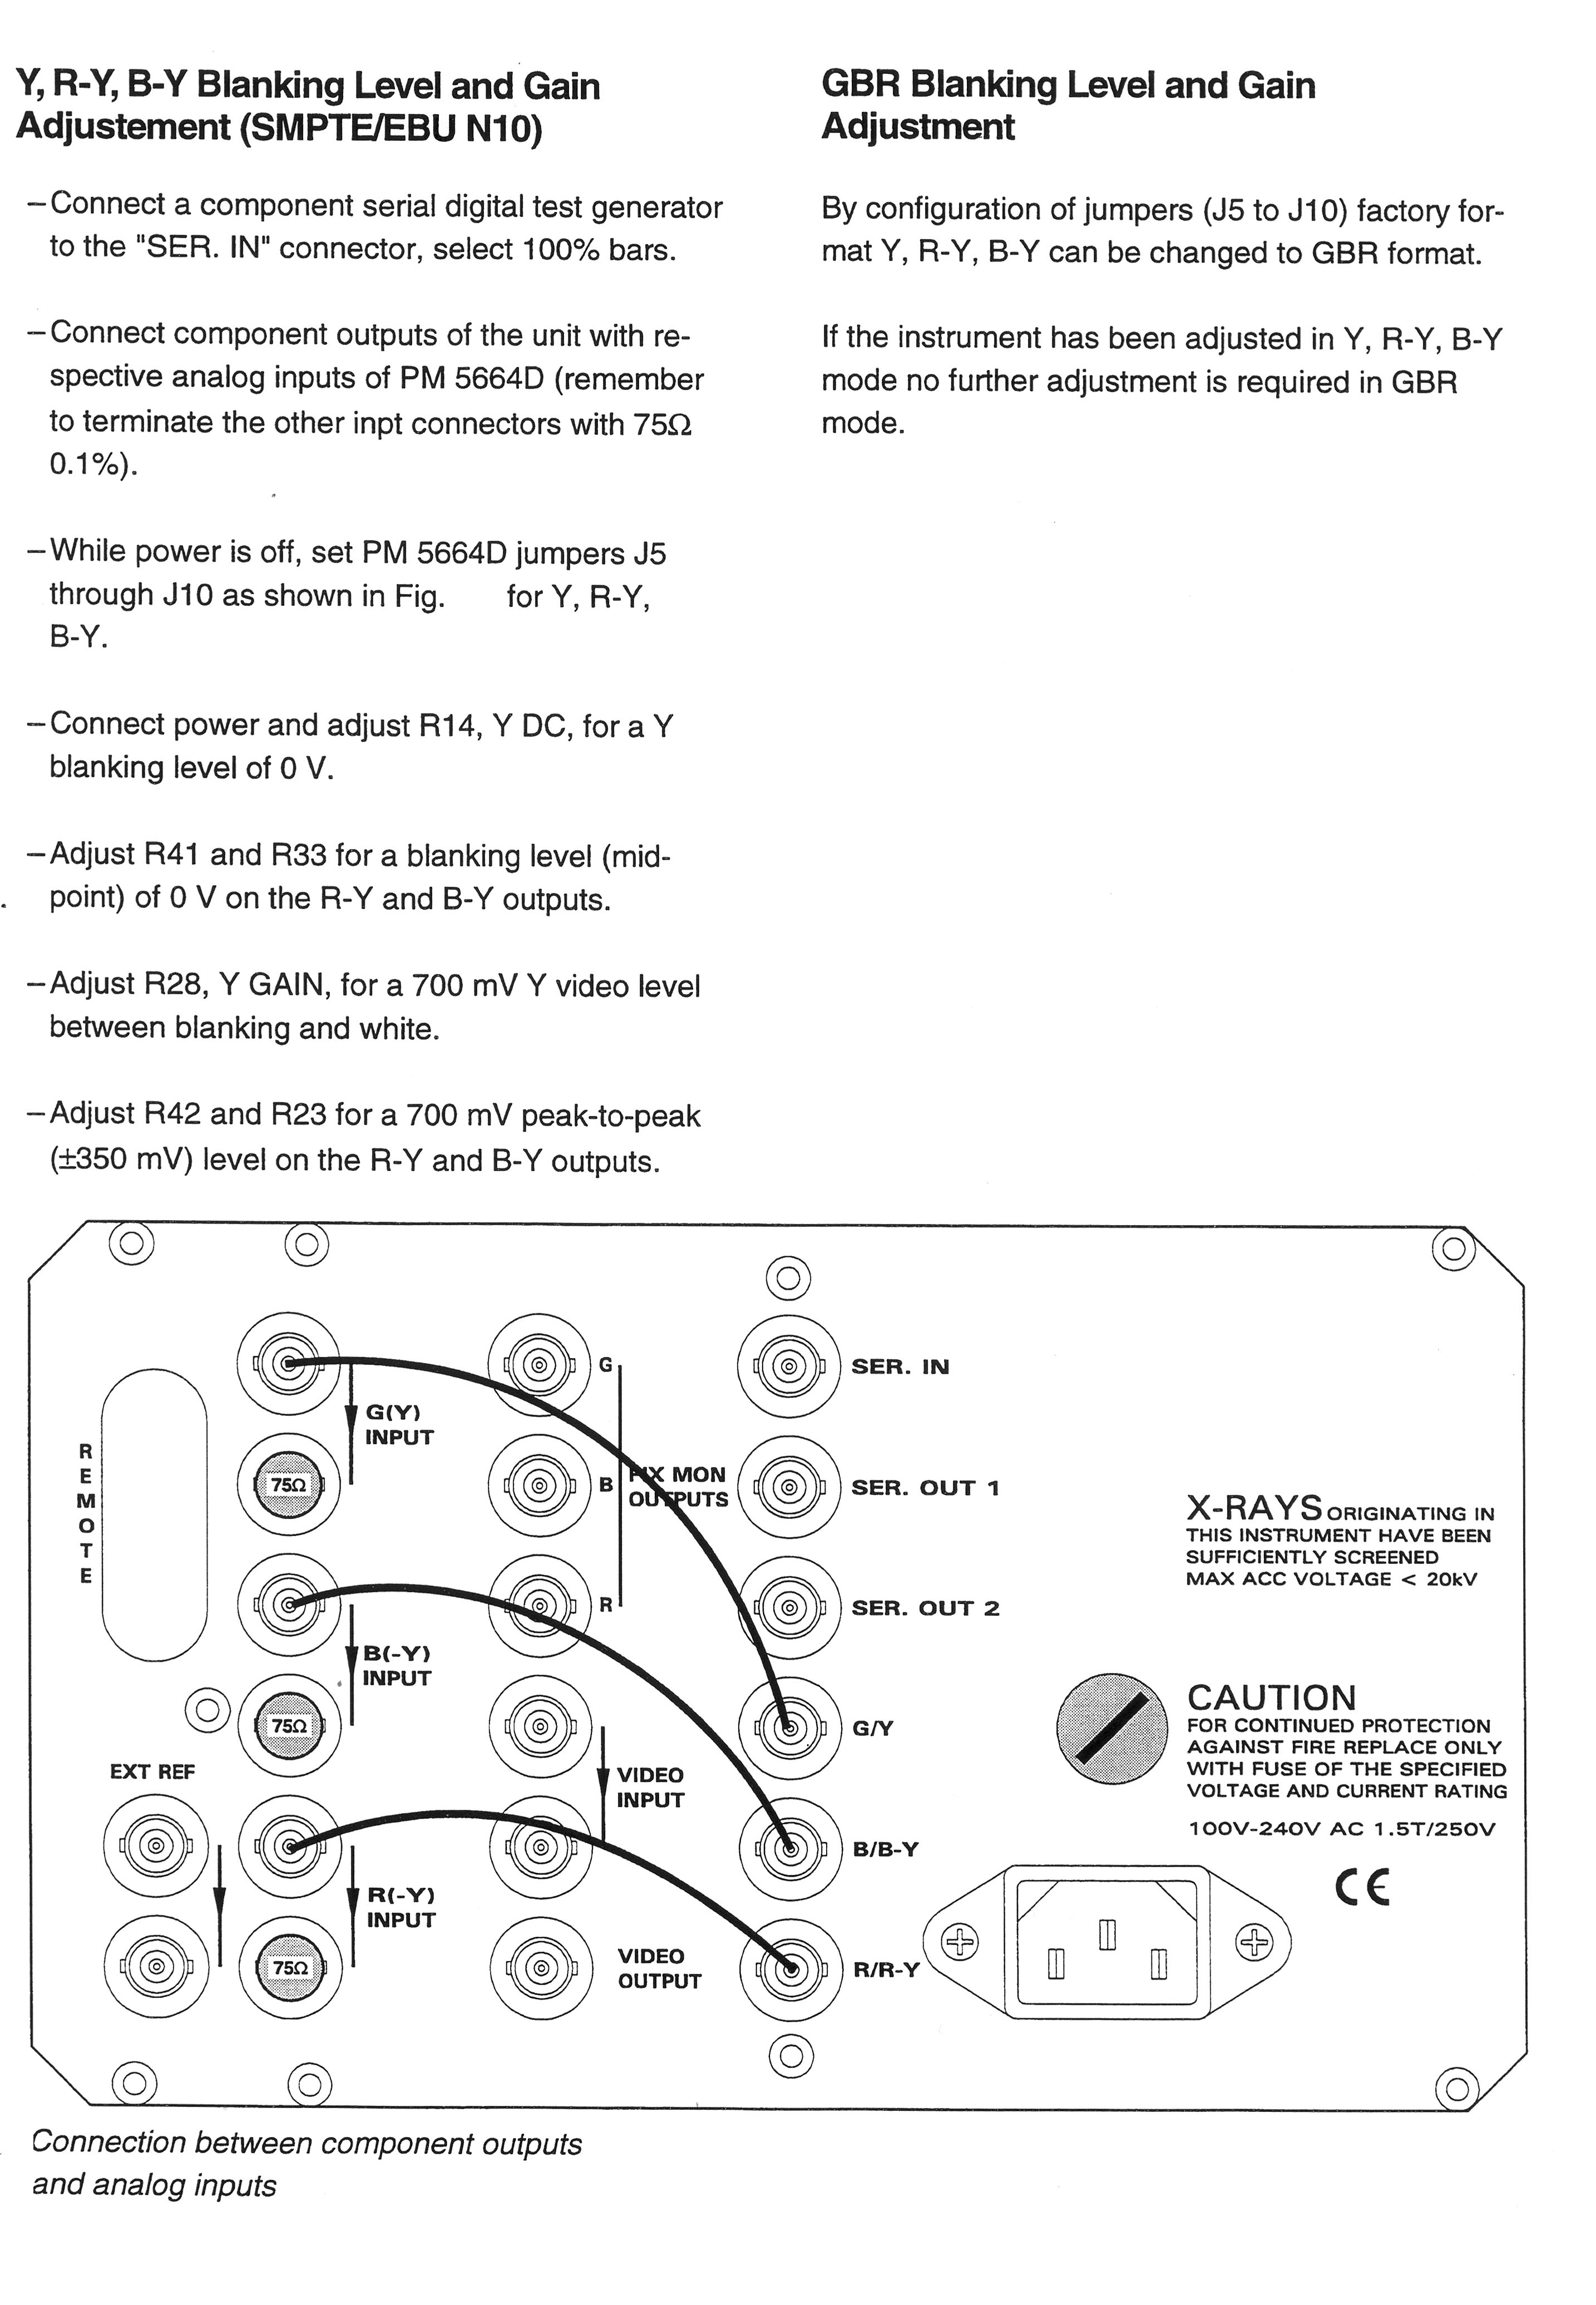 Y, R-Y, B-Y Blanking Level and Gain
Adjustement (SMPTE/EBU N10)
–Connect a component serial digital test generator
to the "SER. IN" connector, select 100% bars.
–Connect component outputs of the unit with re-
spective analog inputs of PM 5664D (remember
to terminate the other inpt connectors with 75Ω
0.1%).
–While power is off, set PM 5664D jumpers J5
through J10 as shown in Fig. for Y, R-Y,
B-Y.
–Connect power and adjust R14, Y DC, for a Y
blanking level of 0 V.
–Adjust R41 and R33 for a blanking level (mid-
point) of 0 V on the R-Y and B-Y outputs.
–Adjust R28, Y GAIN, for a 700 mV Y video level
between blanking and white.
–Adjust R42 and R23 for a 700 mV peak-to-peak
(±350 mV) level on the R-Y and B-Y outputs.
GBR Blanking Level and Gain
Adjustment
By configuration of jumpers (J5 to J10) factory for-
mat Y, R-Y, B-Y can be changed to GBR format.
If the instrument has been adjusted in Y, R-Y, B-Y
mode no further adjustment is required in GBR
mode.
REMOTE
EXT REF
G(Y)
INPUT
75Ω
B(-Y)
INPUT
75Ω
R(-Y)
INPUT
75Ω
G
B
R
PIX MON
OUTPUTS
VIDEO
INPUT
VIDEO
OUTPUT
SER. IN
SER. OUT 1
SER. OUT 2
G/Y
B/B-Y
R/R-Y
X-RAYS ORIGINATING IN
THIS INSTRUMENT HAVE BEEN
SUFFICIENTLY SCREENED
MAX ACC VOLTAGE < 20kV
CAUTION
FOR CONTINUED PROTECTION
AGAINST FIRE REPLACE ONLY
WITH FUSE OF THE SPECIFIED
VOLTAGE AND CURRENT RATING
100V-240V AC 1.5T/250V
CE
Connection between component outputs
and analog inputs